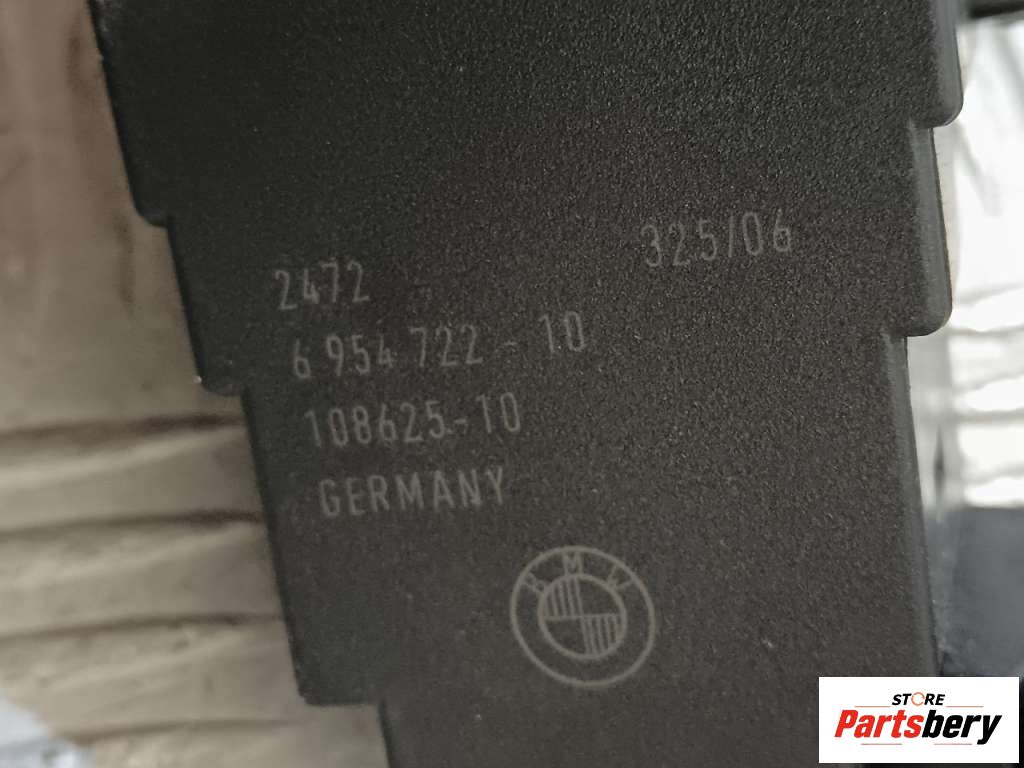 325/06
2472
6 954 722 - 10
108625-10
GERMANY
BMW
STORE
Partsbery